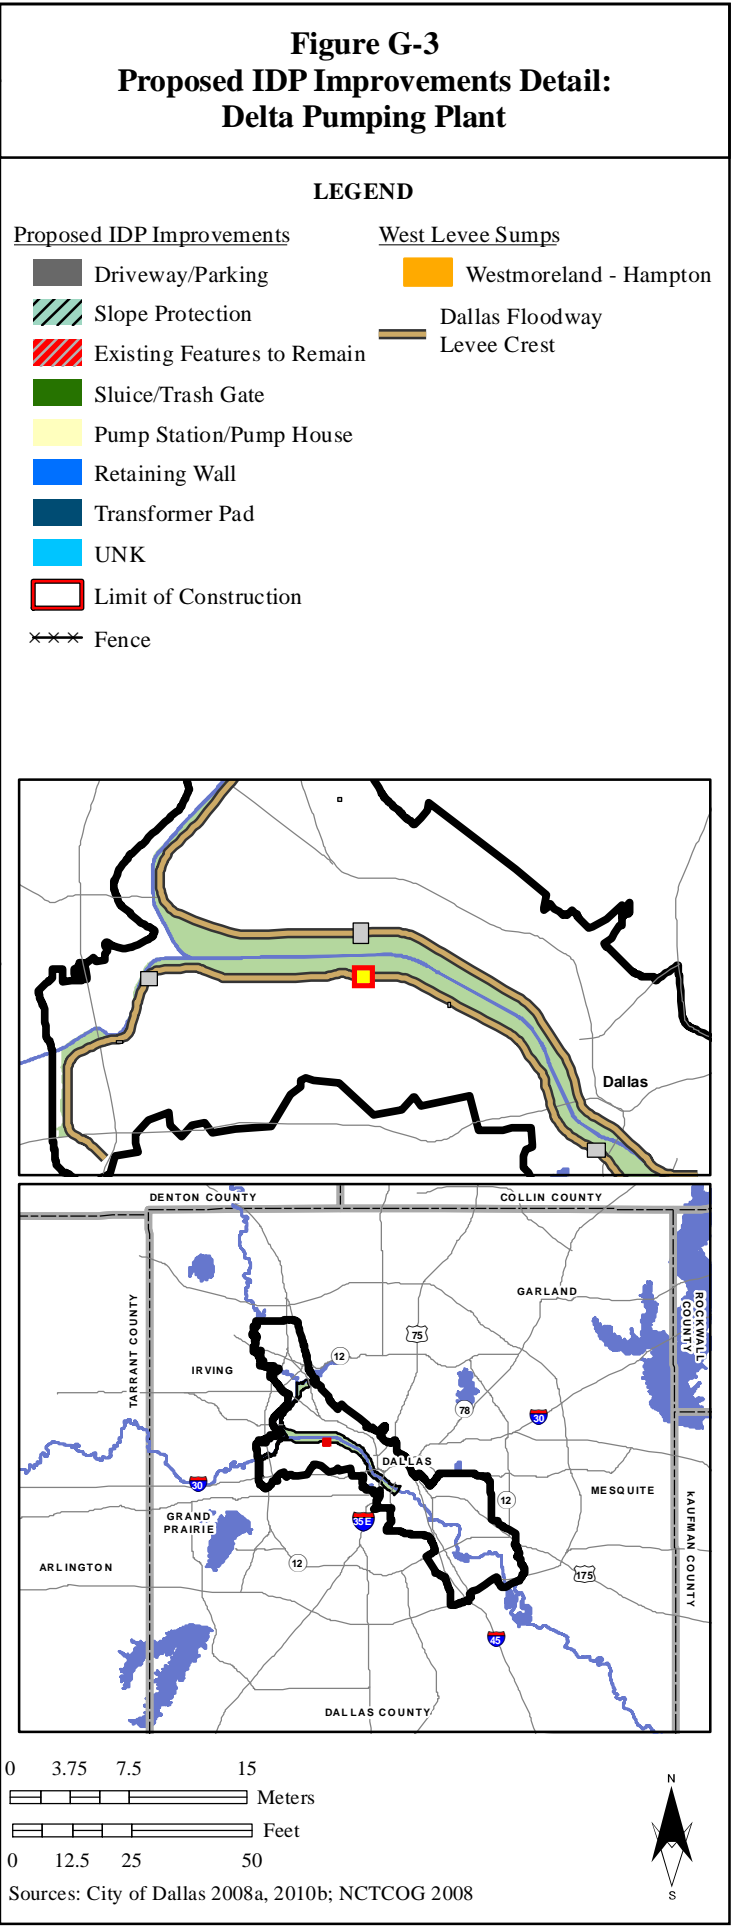 Figure G-3
Proposed IDP Improvements Detail:
Delta Pumping Plant
LEGEND
Proposed IDP Improvements
Driveway/Parking
Slope Protection
Existing Features to Remain
Sluice/Trash Gate
Pump Station/Pump House
Retaining Wall
Transformer Pad
UNK
Limit of Construction
Fence
West Levee Sumps
Westmoreland - Hampton
Dallas Floodway
Levee Crest
Dallas
DENTON COUNTY
COLLIN COUNTY
TARRANT COUNTY
ROCKWALL
COUNTY
GARLAND
75
12
IRVING
78
30
DALLAS
30
MESQUITE
12
KAUFMAN COUNTY
GRAND
PRAIRIE
35E
12
ARLINGTON
175
45
DALLAS COUNTY
0 3.75 7.5 15
Meters
Feet
0 12.5 25 50
N
S
Sources: City of Dallas 2008a, 2010b; NCTCOG 2008